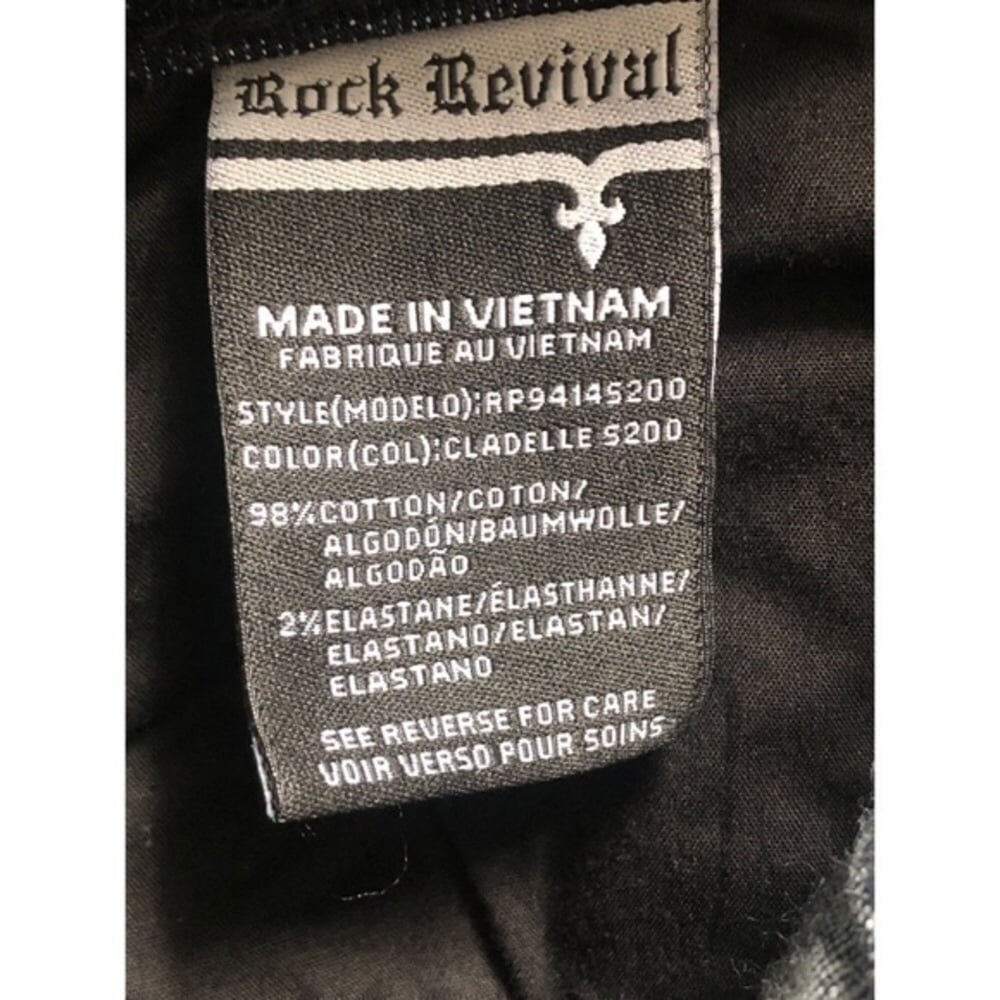 Rock Revival
MADE IN VIETNAM
FABRIQUE AU VIETNAM
STYLE(MODELO):RP9414S200
COLOR(COL):CLADELLE S200
98%COTTON/COTON/
ALGODÓN/BAUMWOLLE/
ALGODÃO
2%ELASTANE/ÉLASTHANNE/
ELASTANO/ELASTAN/
ELASTANO
SEE REVERSE FOR CARE
VOIR VERSO POUR SOINS